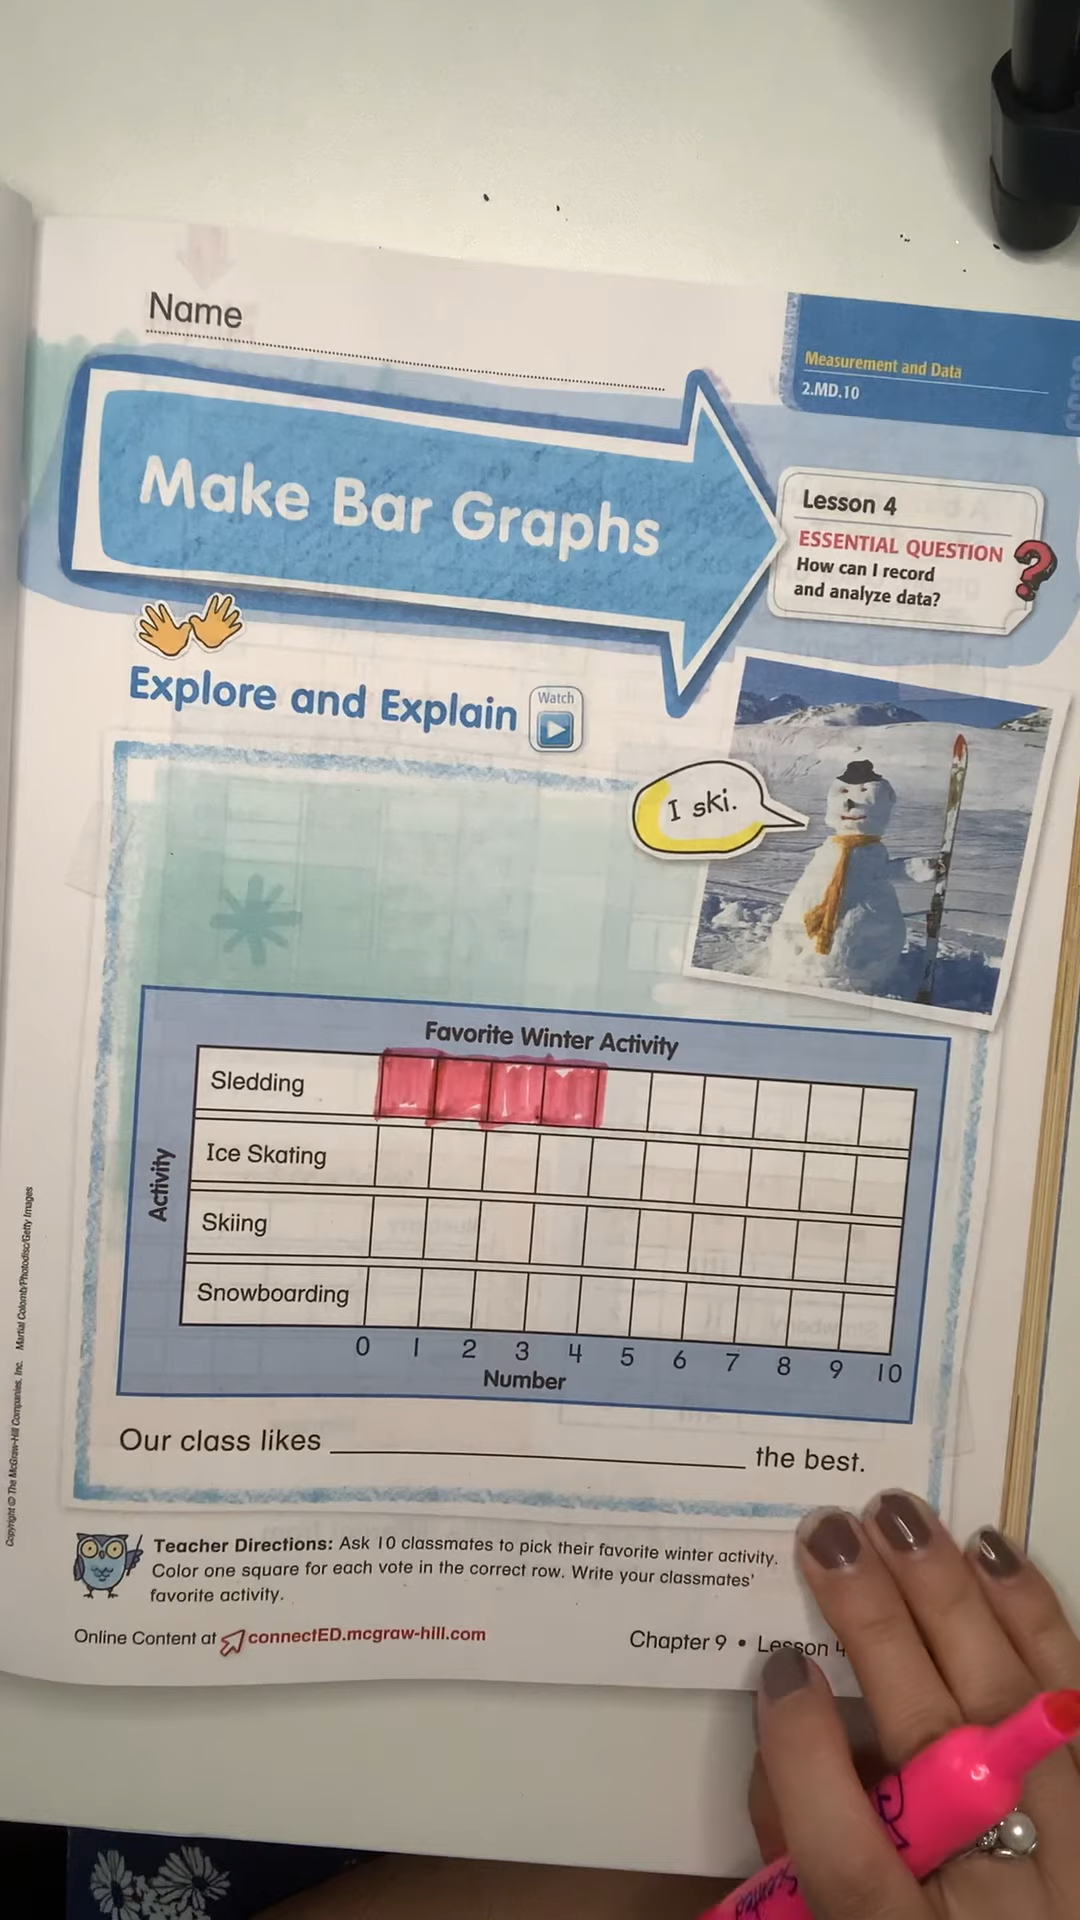 Name
Measurement and Data
2.MD.10
Make Bar Graphs
Lesson 4
ESSENTIAL QUESTION
How can I record
and analyze data?
Explore and Explain
Watch
I ski.
Favorite Winter Activity
Sledding
Ice Skating
Skiing
Snowboarding
Activity
0 1 2 3 4 5 6 7 8 9 10
Number
Our class likes the best.
Teacher Directions: Ask 10 classmates to pick their favorite winter activity.
Color one square for each vote in the correct row. Write your classmates'
favorite activity.
Online Content at connectED.mcgraw-hill.com
Chapter 9 • Lesson 4
Copyright © The McGraw-Hill Companies, Inc. Martial Colomb/Photodisc/Getty Images
Scented